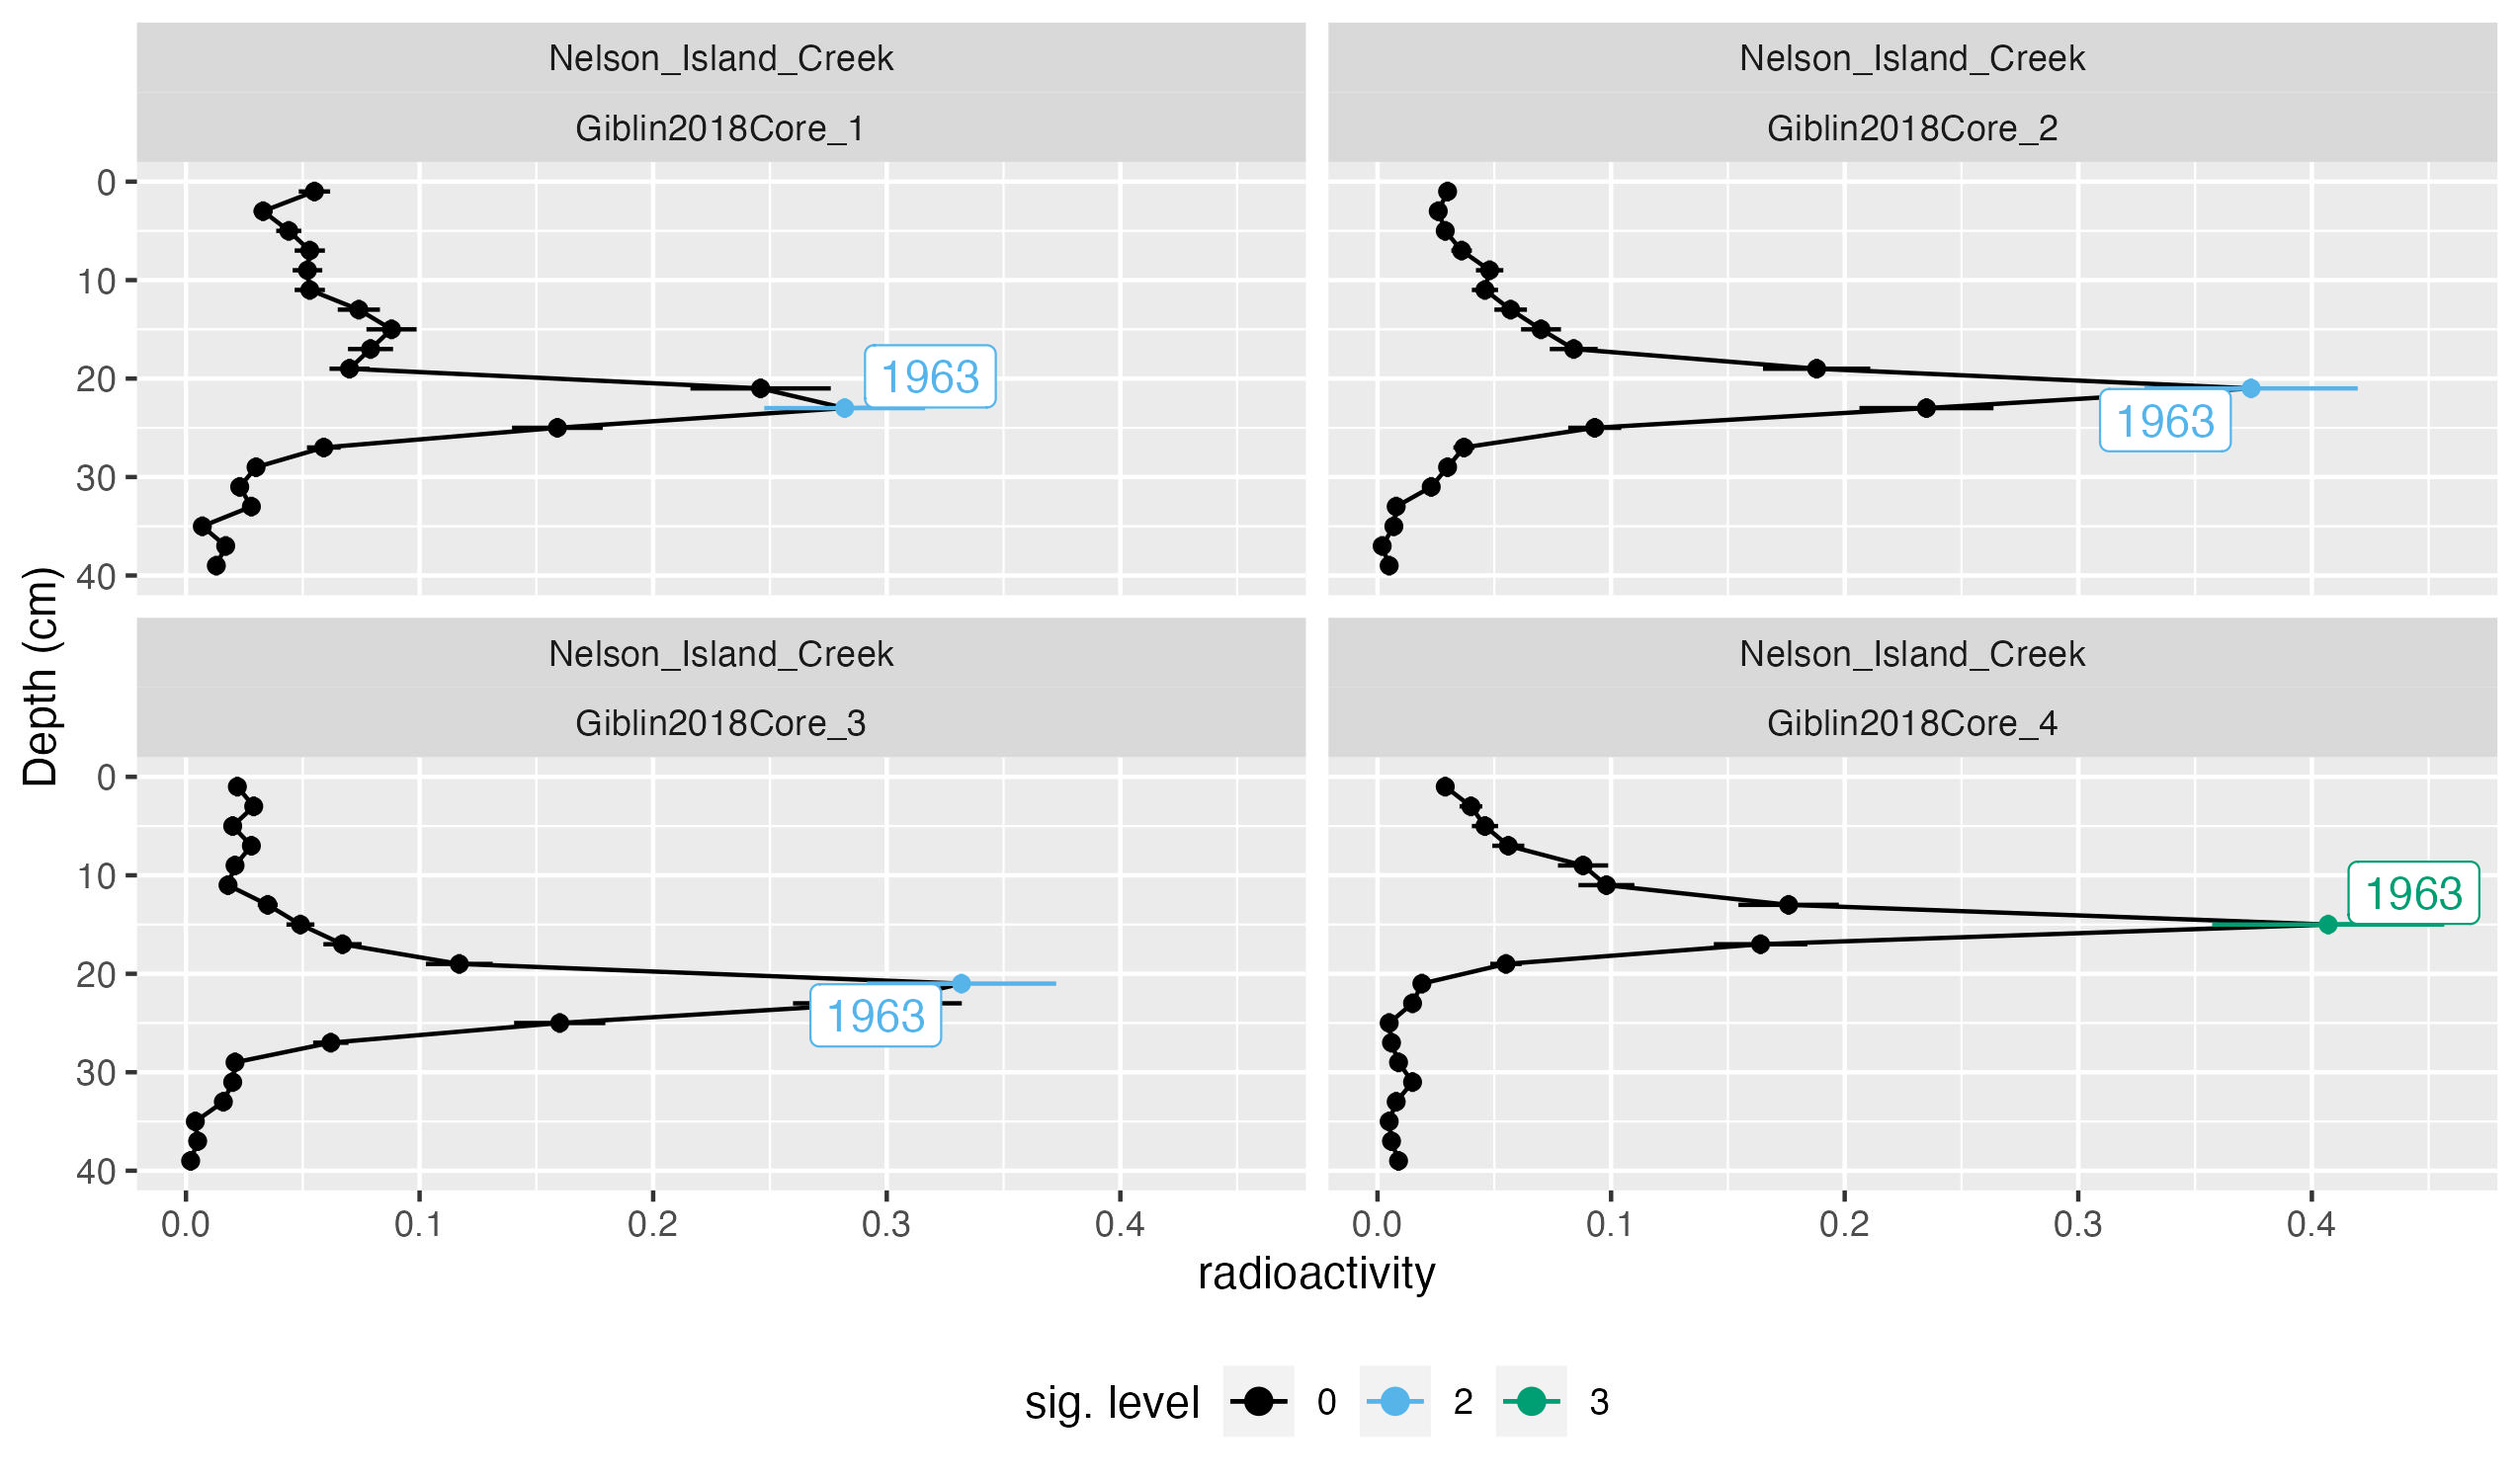 Nelson_Island_Creek
Giblin2018Core_1
Nelson_Island_Creek
Giblin2018Core_2
0
10
20
30
40
1963
1963
Nelson_Island_Creek
Giblin2018Core_3
Nelson_Island_Creek
Giblin2018Core_4
0
10
20
30
40
1963
1963
Depth (cm)
0.0 0.1 0.2 0.3 0.4
0.0 0.1 0.2 0.3 0.4
radioactivity
sig. level 0 2 3